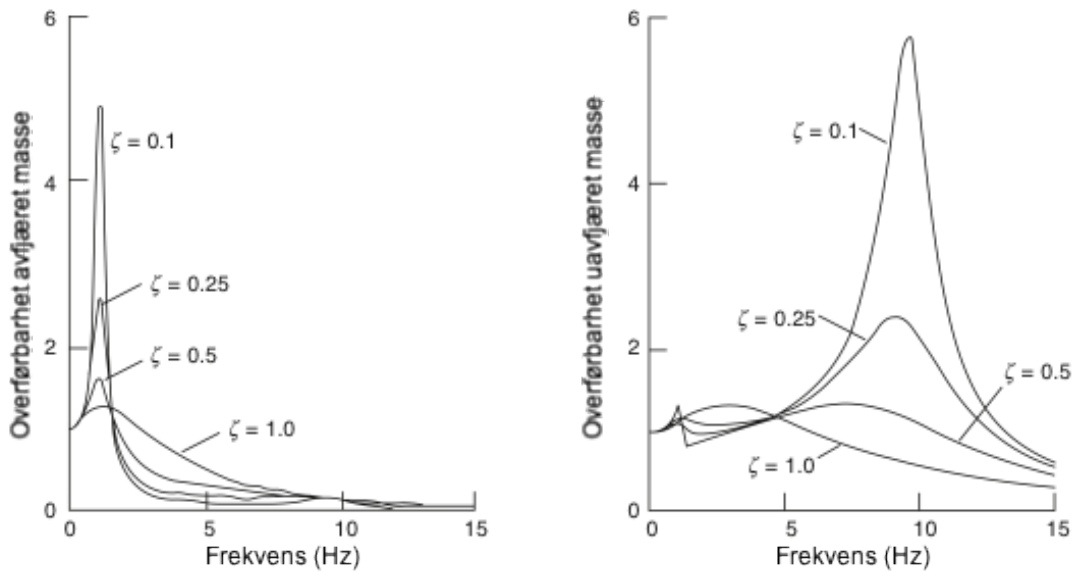 Overførbarhet avfjæret masse
6
4
2
0
ζ = 0.1
ζ = 0.25
ζ = 0.5
ζ = 1.0
0 5 10 15
Frekvens (Hz)
Overførbarhet uavfjæret masse
6
4
2
0
ζ = 0.1
ζ = 0.25
ζ = 0.5
ζ = 1.0
0 5 10 15
Frekvens (Hz)